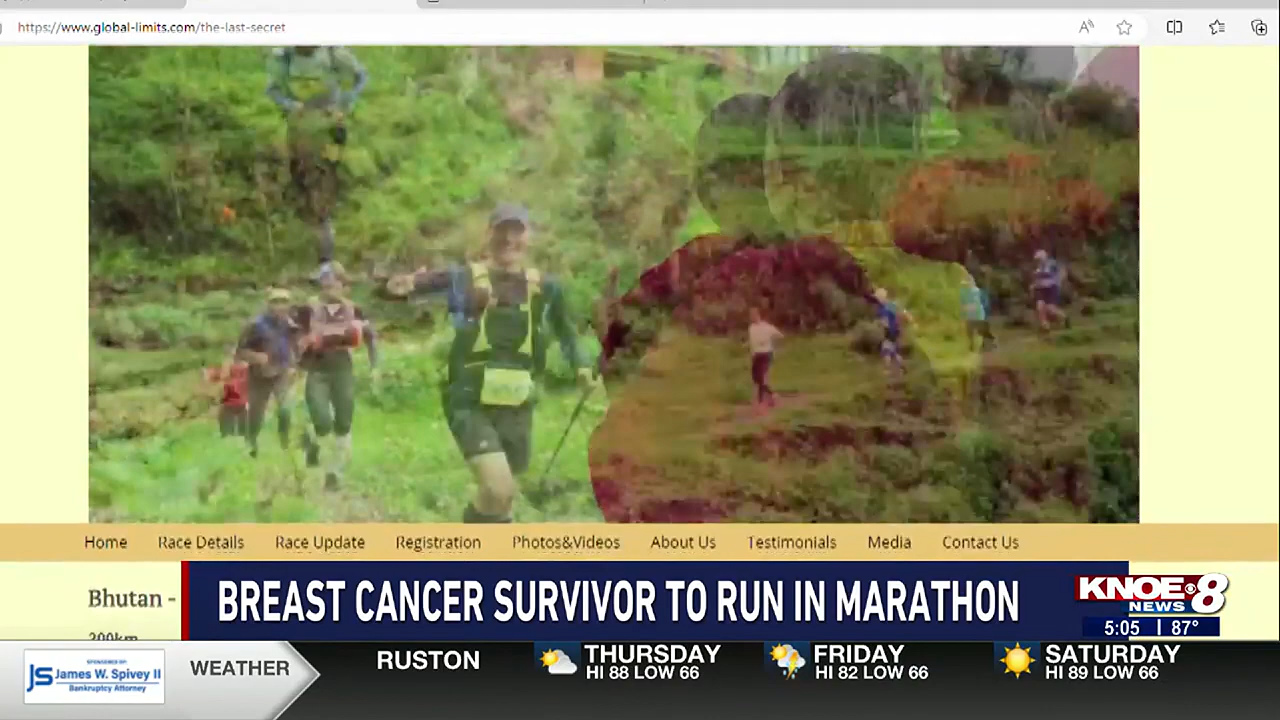 https://www.global-limits.com/the-last-secret
Home Race Details Race Update Registration Photos&Videos About Us Testimonials Media Contact Us
Bhutan -
200km
BREAST CANCER SURVIVOR TO RUN IN MARATHON
KNOE 8
NEWS
5:05 | 87°
SPONSORED BY:
JS James W. Spivey II
Bankruptcy Attorney
WEATHER
RUSTON
THURSDAY
HI 88 LOW 66
FRIDAY
HI 82 LOW 66
SATURDAY
HI 89 LOW 66